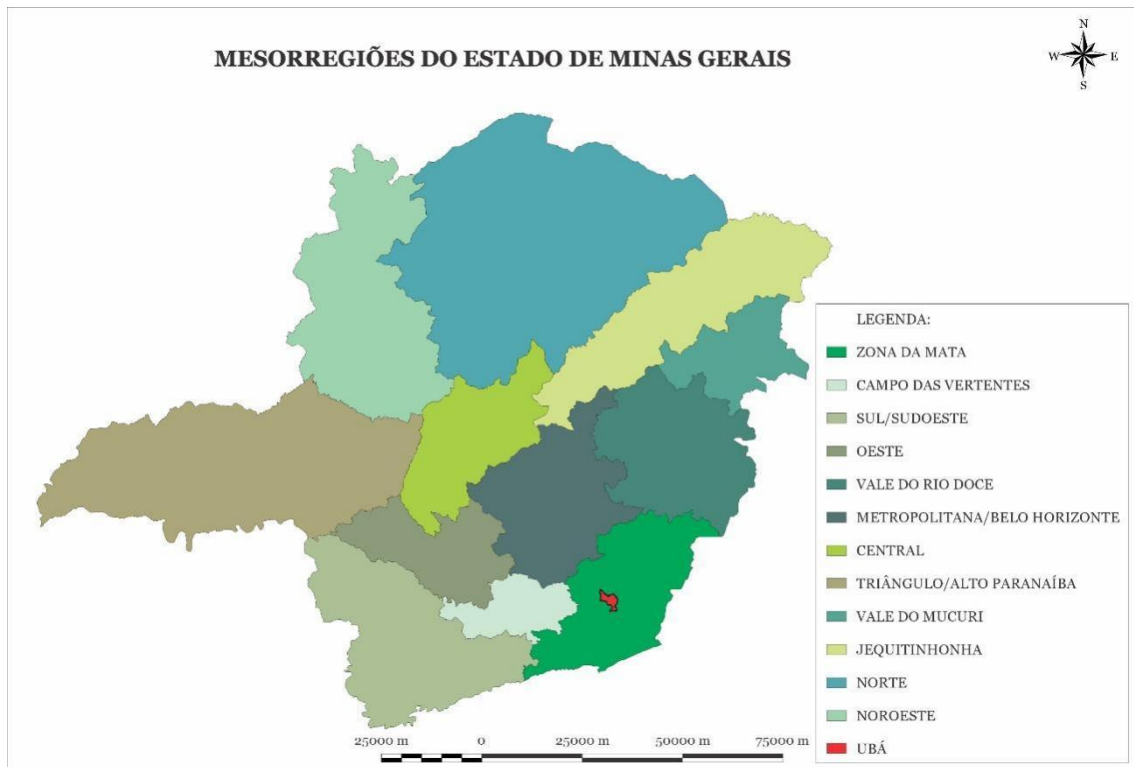 MESORREGIÕES DO ESTADO DE MINAS GERAIS
N
W E
S
LEGENDA:
ZONA DA MATA
CAMPO DAS VERTENTES
SUL/SUDOESTE
OESTE
VALE DO RIO DOCE
METROPOLITANA/BELO HORIZONTE
CENTRAL
TRIÂNGULO/ALTO PARANAÍBA
VALE DO MUCURI
JEQUITINHONHA
NORTE
NOROESTE
UBÁ
25000 m 0 25000 m 50000 m 75000 m